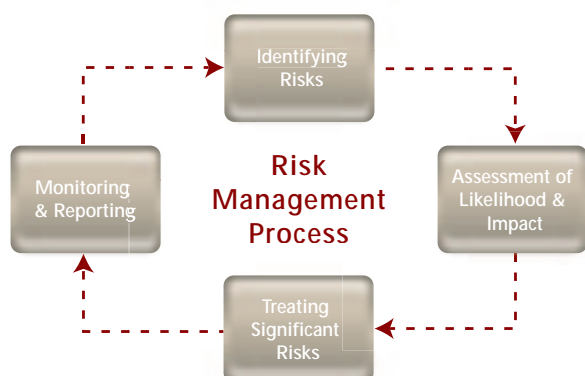 Identifying
Risks
Assessment of
Likelihood &
Impact
Treating
Significant
Risks
Monitoring
& Reporting
Risk
Management
Process